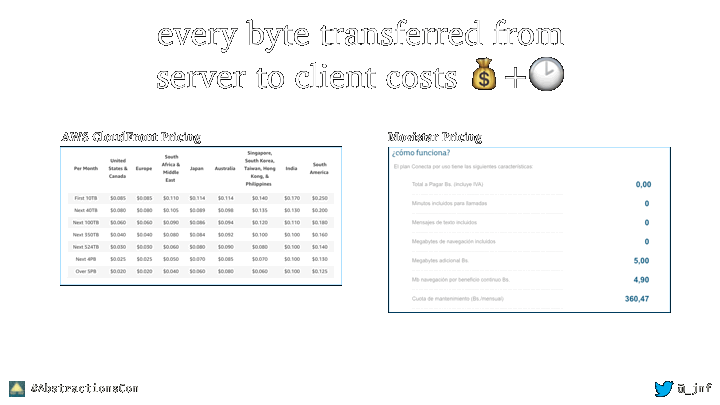 every byte transferred from
server to client costs 💰+🕑
AWS CloudFront Pricing
Per Month United States & Canada Europe South Africa & Middle East Japan Australia Singapore, South Korea, Taiwan, Hong Kong, & Philippines India South America
First 10TB $0.085 $0.085 $0.110 $0.114 $0.114 $0.140 $0.170 $0.250
Next 40TB $0.080 $0.080 $0.105 $0.089 $0.098 $0.135 $0.130 $0.200
Next 100TB $0.060 $0.060 $0.090 $0.086 $0.094 $0.120 $0.110 $0.180
Next 350TB $0.040 $0.040 $0.080 $0.084 $0.092 $0.100 $0.100 $0.160
Next 524TB $0.030 $0.030 $0.060 $0.080 $0.090 $0.080 $0.100 $0.140
Next 4PB $0.025 $0.025 $0.050 $0.070 $0.085 $0.070 $0.100 $0.130
Over 5PB $0.020 $0.020 $0.040 $0.060 $0.080 $0.060 $0.100 $0.125
Movistar Pricing
¿cómo funciona?
El plan Conecta por uso tiene las siguientes características
Total a Pagar Bs. (incluye IVA) 0,00
Minutos incluidos para llamadas 0
Mensajes de texto incluidos 0
Megabytes de navegación incluidos 0
Megabytes adicional Bs. 5,00
Mb navegación por beneficio continuo Bs. 4,90
Cuota de mantenimiento (Bs./mensual) 360,47
#AbstractionsCon
@_jnf